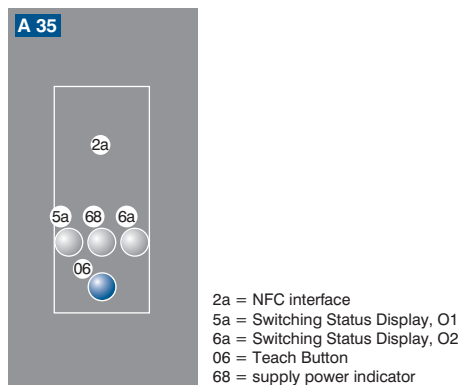 A 35
2a
5a 68 6a
06
2a = NFC interface
5a = Switching Status Display, O1
6a = Switching Status Display, O2
06 = Teach Button
68 = supply power indicator